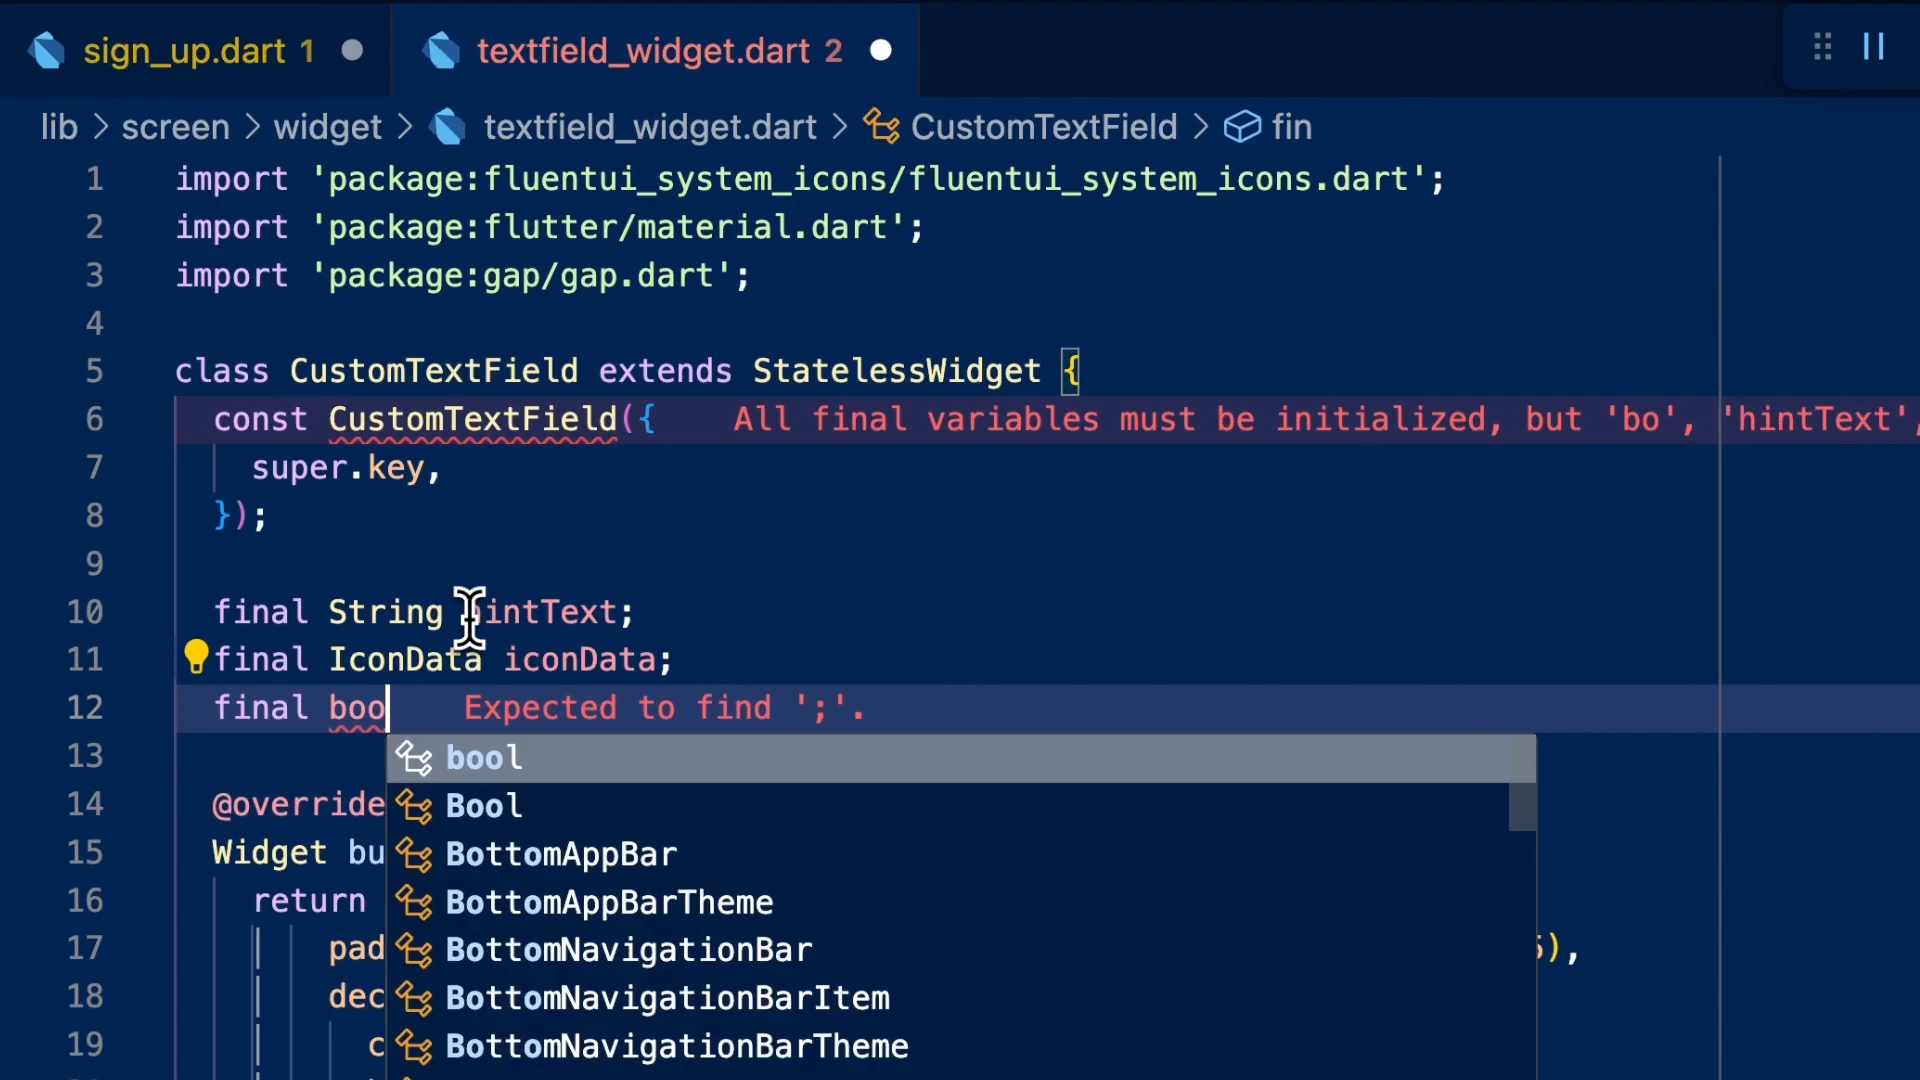 sign_up.dart 1
textfield_widget.dart 2
lib > screen > widget > textfield_widget.dart > CustomTextField > fin
1 import 'package:fluentui_system_icons/fluentui_system_icons.dart';
2 import 'package:flutter/material.dart';
3 import 'package:gap/gap.dart';
4
5 class CustomTextField extends StatelessWidget {
6 const CustomTextField({ All final variables must be initialized, but 'bo', 'hintText',
7 super.key,
8 });
9
10 final String hintText;
11 final IconData iconData;
12 final boo Expected to find ';'.
13 bool
14 @override Bool
15 Widget bu BottomAppBar
16 return BottomAppBarTheme
17 pad BottomNavigationBar ),
18 dec BottomNavigationBarItem
19 c BottomNavigationBarTheme